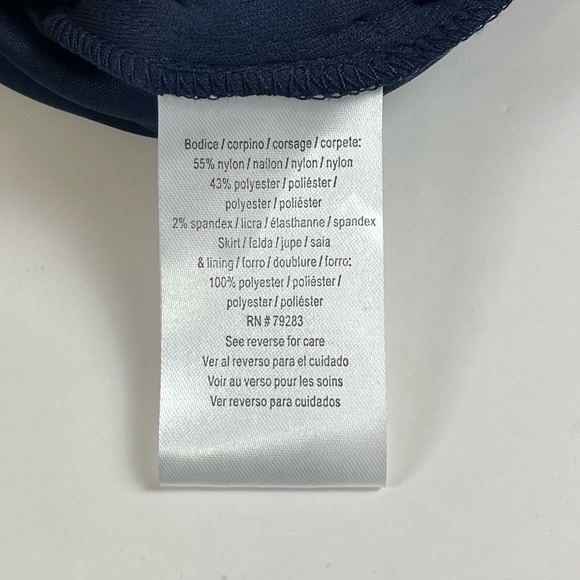 Bodice / corpino / corsage / corpete:
55% nylon / nailon / nylon / nylon
43% polyester / poliéster /
polyester / poliéster
2% spandex / licra / élasthanne / spandex
Skirt / falda / jupe / saia
& lining / forro / doublure / forro:
100% polyester / poliéster /
polyester / poliéster
RN # 79283
See reverse for care
Ver al reverso para el cuidado
Voir au verso pour les soins
Ver reverso para cuidados